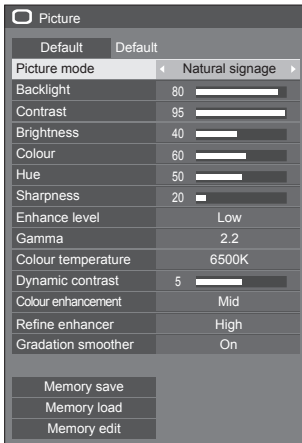 Picture
Default Default
Picture mode Natural signage
Backlight 80
Contrast 95
Brightness 40
Colour 60
Hue 50
Sharpness 20
Enhance level Low
Gamma 2.2
Colour temperature 6500K
Dynamic contrast 5
Colour enhancement Mid
Refine enhancer High
Gradation smoother On
Memory save
Memory load
Memory edit